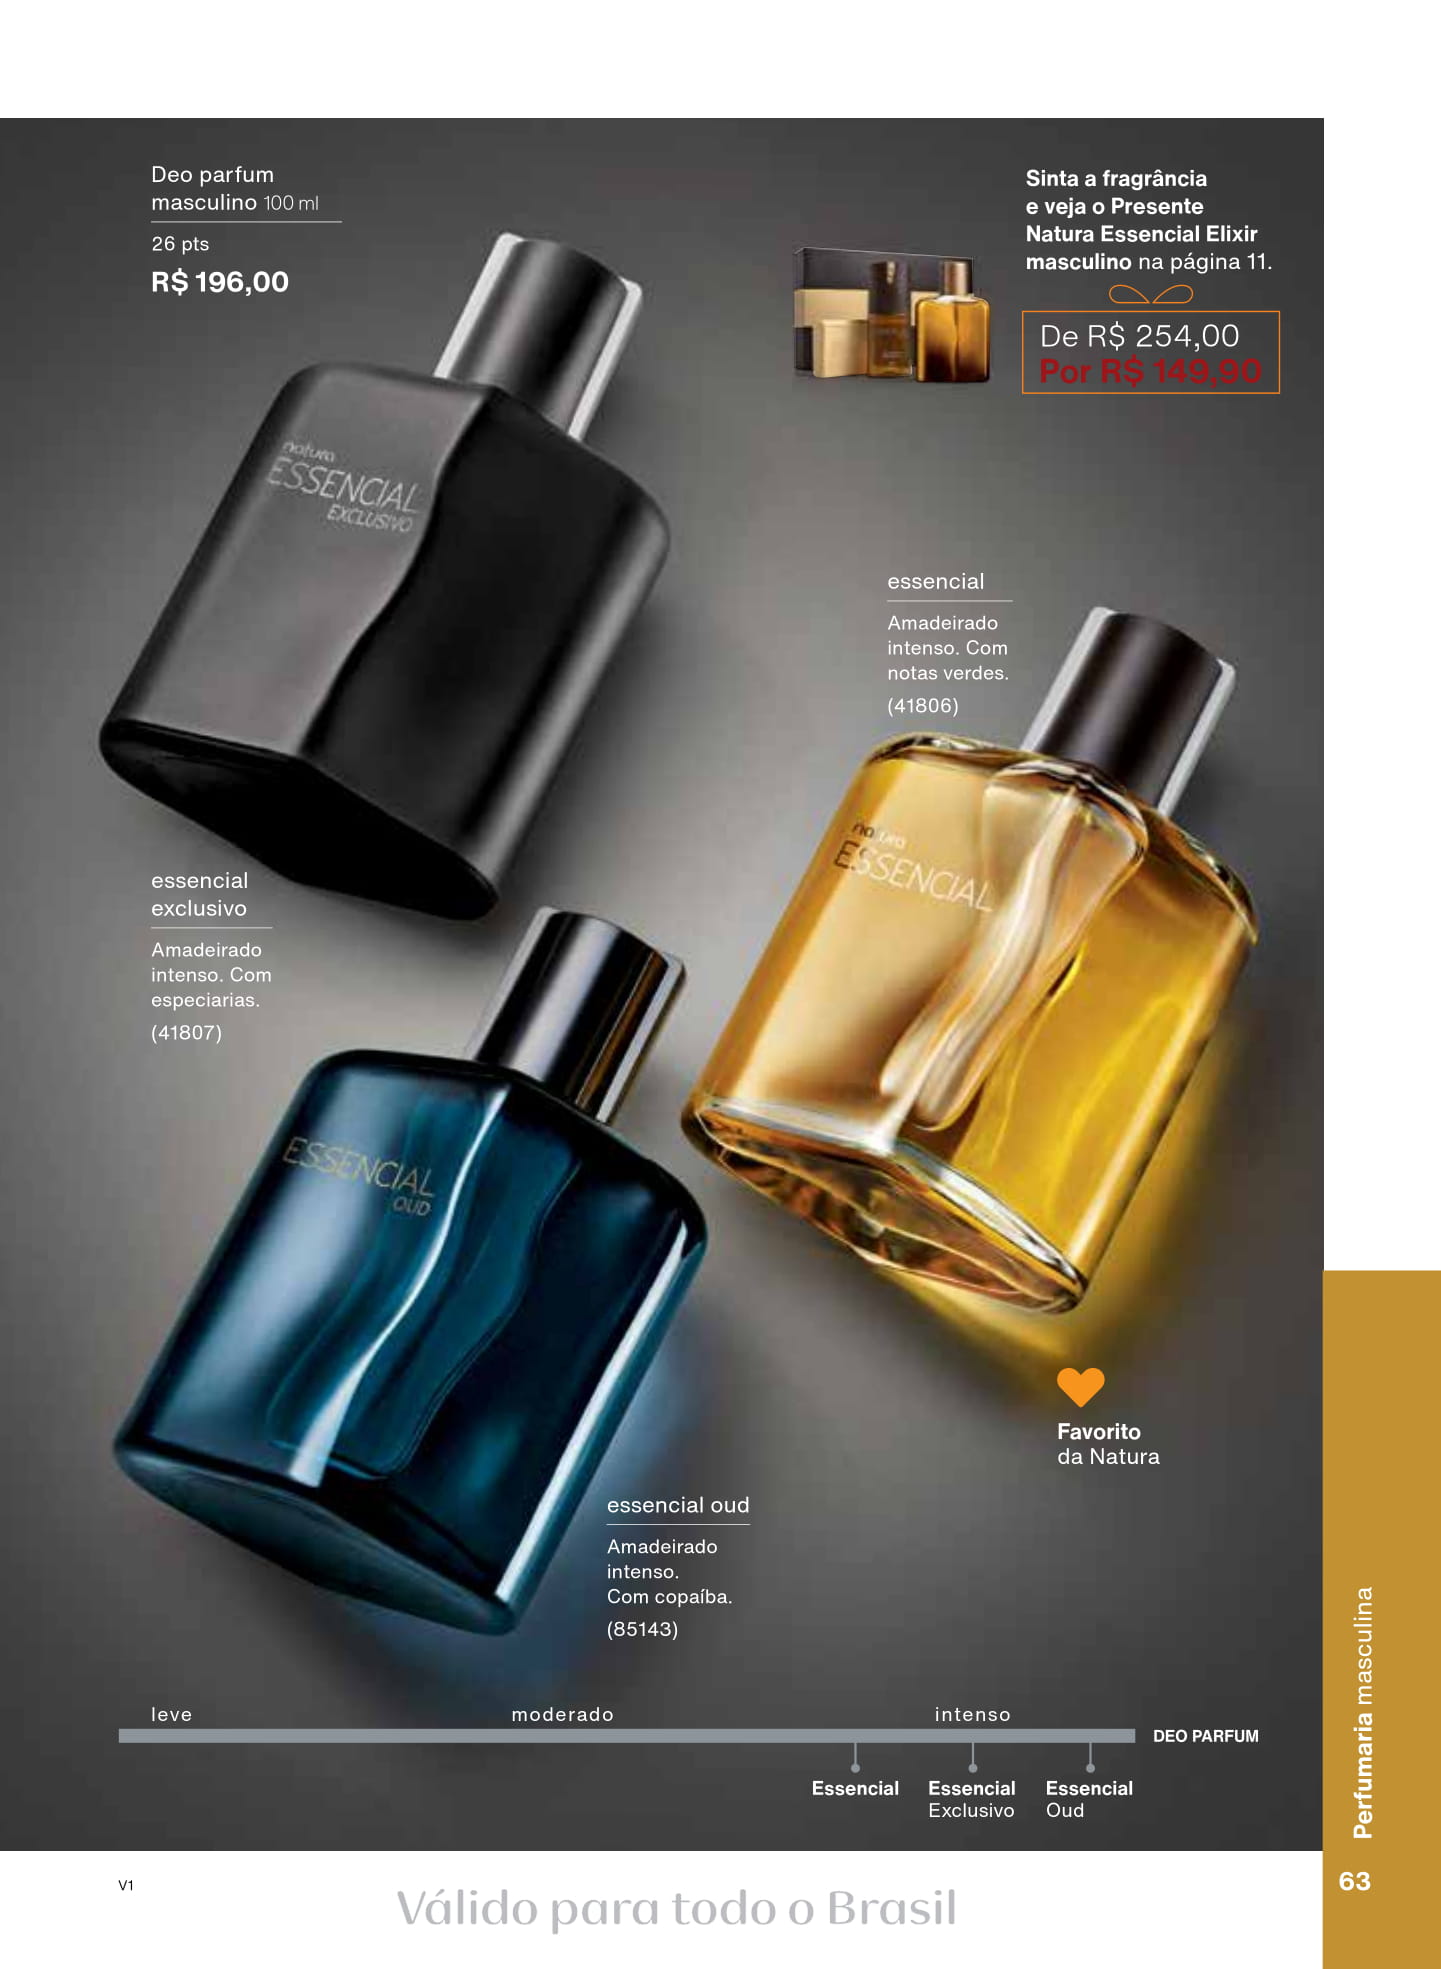 Deo parfum
masculino 100 ml
26 pts
R$ 196,00
Sinta a fragrância
e veja o Presente
Natura Essencial Elixir
masculino na página 11.
De R$ 254,00
Por R$ 149,90
natura
ESSENCIAL
EXCLUSIVO
essencial
Amadeirado
intenso. Com
notas verdes.
(41806)
natura
ESSENCIAL
essencial
exclusivo
Amadeirado
intenso. Com
especiarias.
(41807)
ESSENCIAL
OUD
Favorito
da Natura
essencial oud
Amadeirado
intenso.
Com copaíba.
(85143)
leve moderado intenso
DEO PARFUM
Essencial
Essencial
Exclusivo
Essencial
Oud
Perfumaria masculina
63
V1
Válido para todo o Brasil